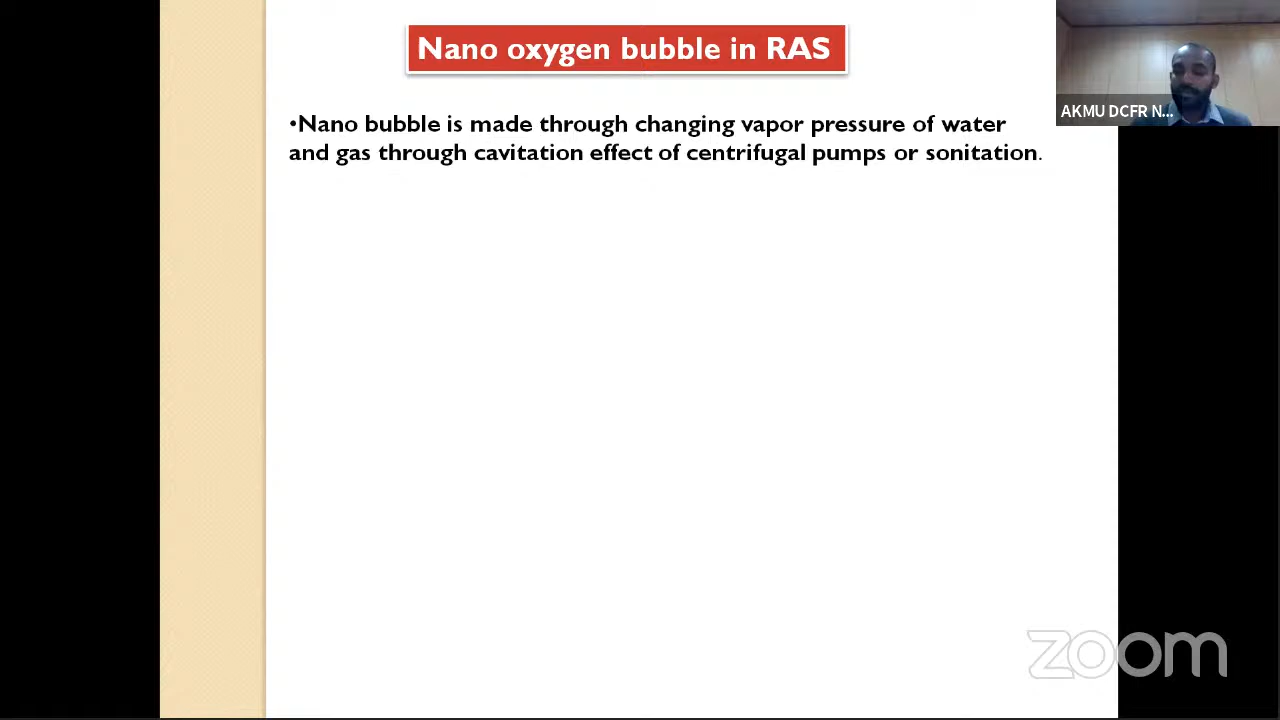 Nano oxygen bubble in RAS
AKMU DCFR N...
•Nano bubble is made through changing vapor pressure of water
and gas through cavitation effect of centrifugal pumps or sonitation.
zoom